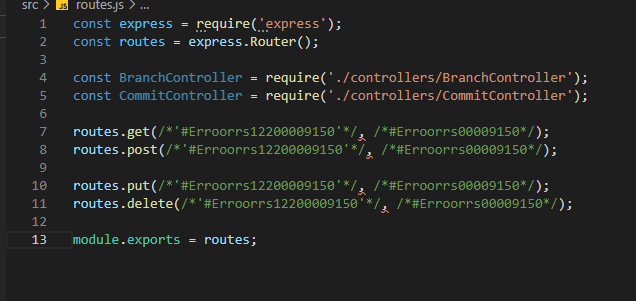 src > JS routes.js > ...
1 const express = require('express');
2 const routes = express.Router();
3
4 const BranchController = require('./controllers/BranchController');
5 const CommitController = require('./controllers/CommitController');
6
7 routes.get(/*'#Erroorrs12200009150'*/, /*#Erroorrs00009150*/);
8 routes.post(/*'#Erroorrs12200009150'*/, /*#Erroorrs00009150*/);
9
10 routes.put(/*'#Erroorrs12200009150'*/, /*#Erroorrs00009150*/);
11 routes.delete(/*'#Erroorrs12200009150'*/, /*#Erroorrs00009150*/);
12
13 module.exports = routes;